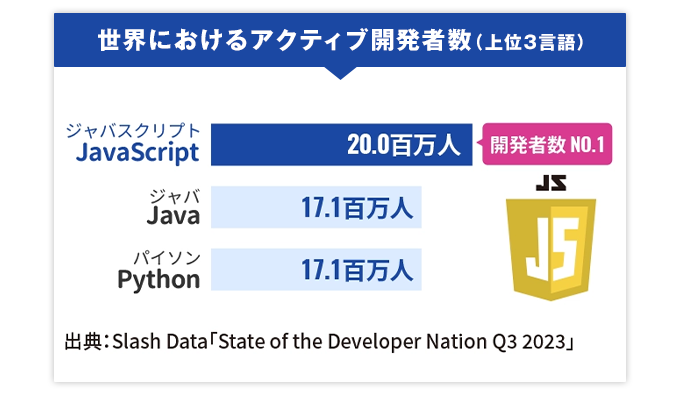 世界におけるアクティブ開発者数（上位3言語）
ジャバスクリプト
JavaScript
20.0百万人
開発者数 NO.1
ジャバ
Java
17.1百万人
パイソン
Python
17.1百万人
JS
JS
出典：Slash Data「State of the Developer Nation Q3 2023」